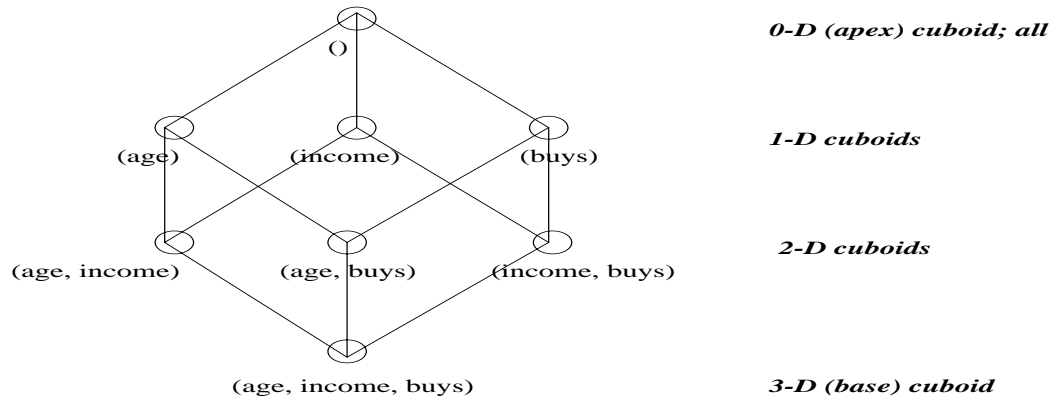 0-D (apex) cuboid; all
()
(age) (income) (buys) 1-D cuboids
(age, income) (age, buys) (income, buys) 2-D cuboids
(age, income, buys) 3-D (base) cuboid